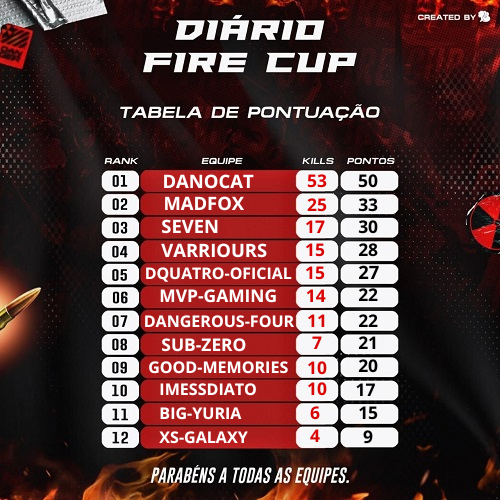 CREATED BY
DIÁRIO
FIRE CUP
TABELA DE PONTUAÇÃO
RANK EQUIPE KILLS PONTOS
01 DANOCAT 53 50
02 MADFOX 25 33
03 SEVEN 17 30
04 VARRIOURS 15 28
05 DQUATRO-OFICIAL 15 27
06 MVP-GAMING 14 22
07 DANGEROUS-FOUR 11 22
08 SUB-ZERO 7 21
09 GOOD-MEMORIES 10 20
10 IMESSDIATO 10 17
11 BIG-YURIA 6 15
12 XS-GALAXY 4 9
PARABÉNS A TODAS AS EQUIPES.